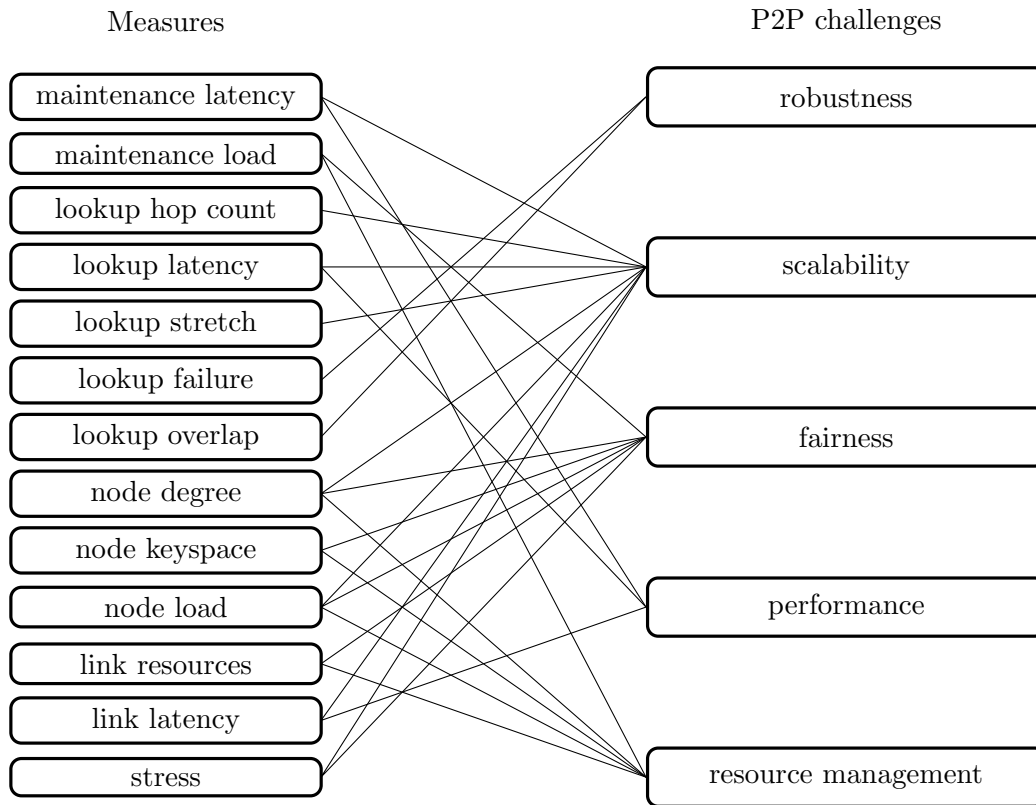 Measures
maintenance latency
maintenance load
lookup hop count
lookup latency
lookup stretch
lookup failure
lookup overlap
node degree
node keyspace
node load
link resources
link latency
stress
P2P challenges
robustness
scalability
fairness
performance
resource management